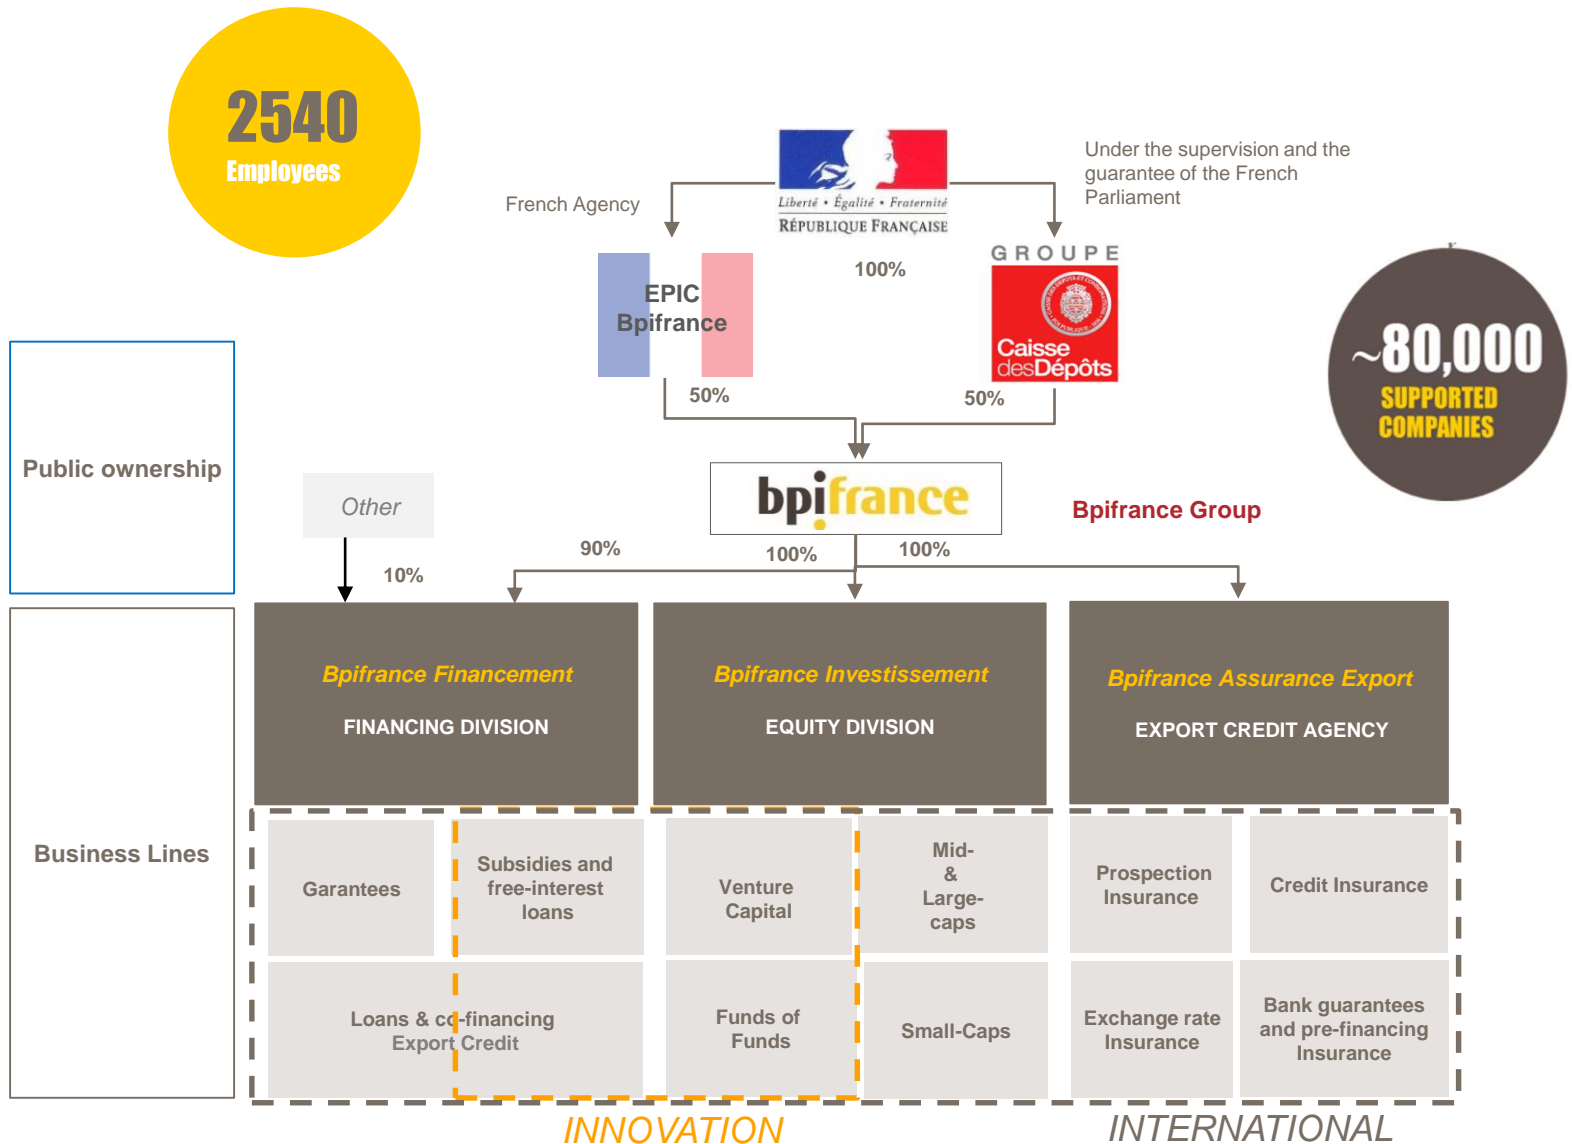 2540
Employees
Liberté • Égalité • Fraternité
RÉPUBLIQUE FRANÇAISE
French Agency
Under the supervision and the
guarantee of the French
Parliament
100%
EPIC
Bpifrance
GROUPE
Caisse
desDépôts
~80,000
SUPPORTED
COMPANIES
50%
50%
Public ownership
Other
bpifrance
Bpifrance Group
10%
90%
100%
100%
Bpifrance Financement
FINANCING DIVISION
Bpifrance Investissement
EQUITY DIVISION
Bpifrance Assurance Export
EXPORT CREDIT AGENCY
Business Lines
Garantees
Subsidies and
free-interest
loans
Venture
Capital
Mid-
&
Large-
caps
Prospection
Insurance
Credit Insurance
Loans & co-financing
Export Credit
Funds of
Funds
Small-Caps
Exchange rate
Insurance
Bank guarantees
and pre-financing
Insurance
INNOVATION
INTERNATIONAL